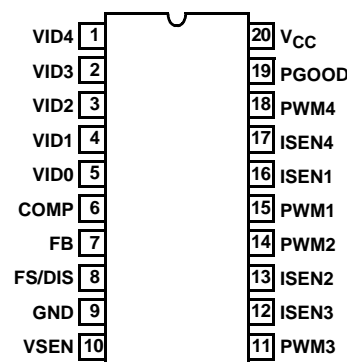 VID4 1 20 VCC
VID3 2 19 PGOOD
VID2 3 18 PWM4
VID1 4 17 ISEN4
VID0 5 16 ISEN1
COMP 6 15 PWM1
FB 7 14 PWM2
FS/DIS 8 13 ISEN2
GND 9 12 ISEN3
VSEN 10 11 PWM3